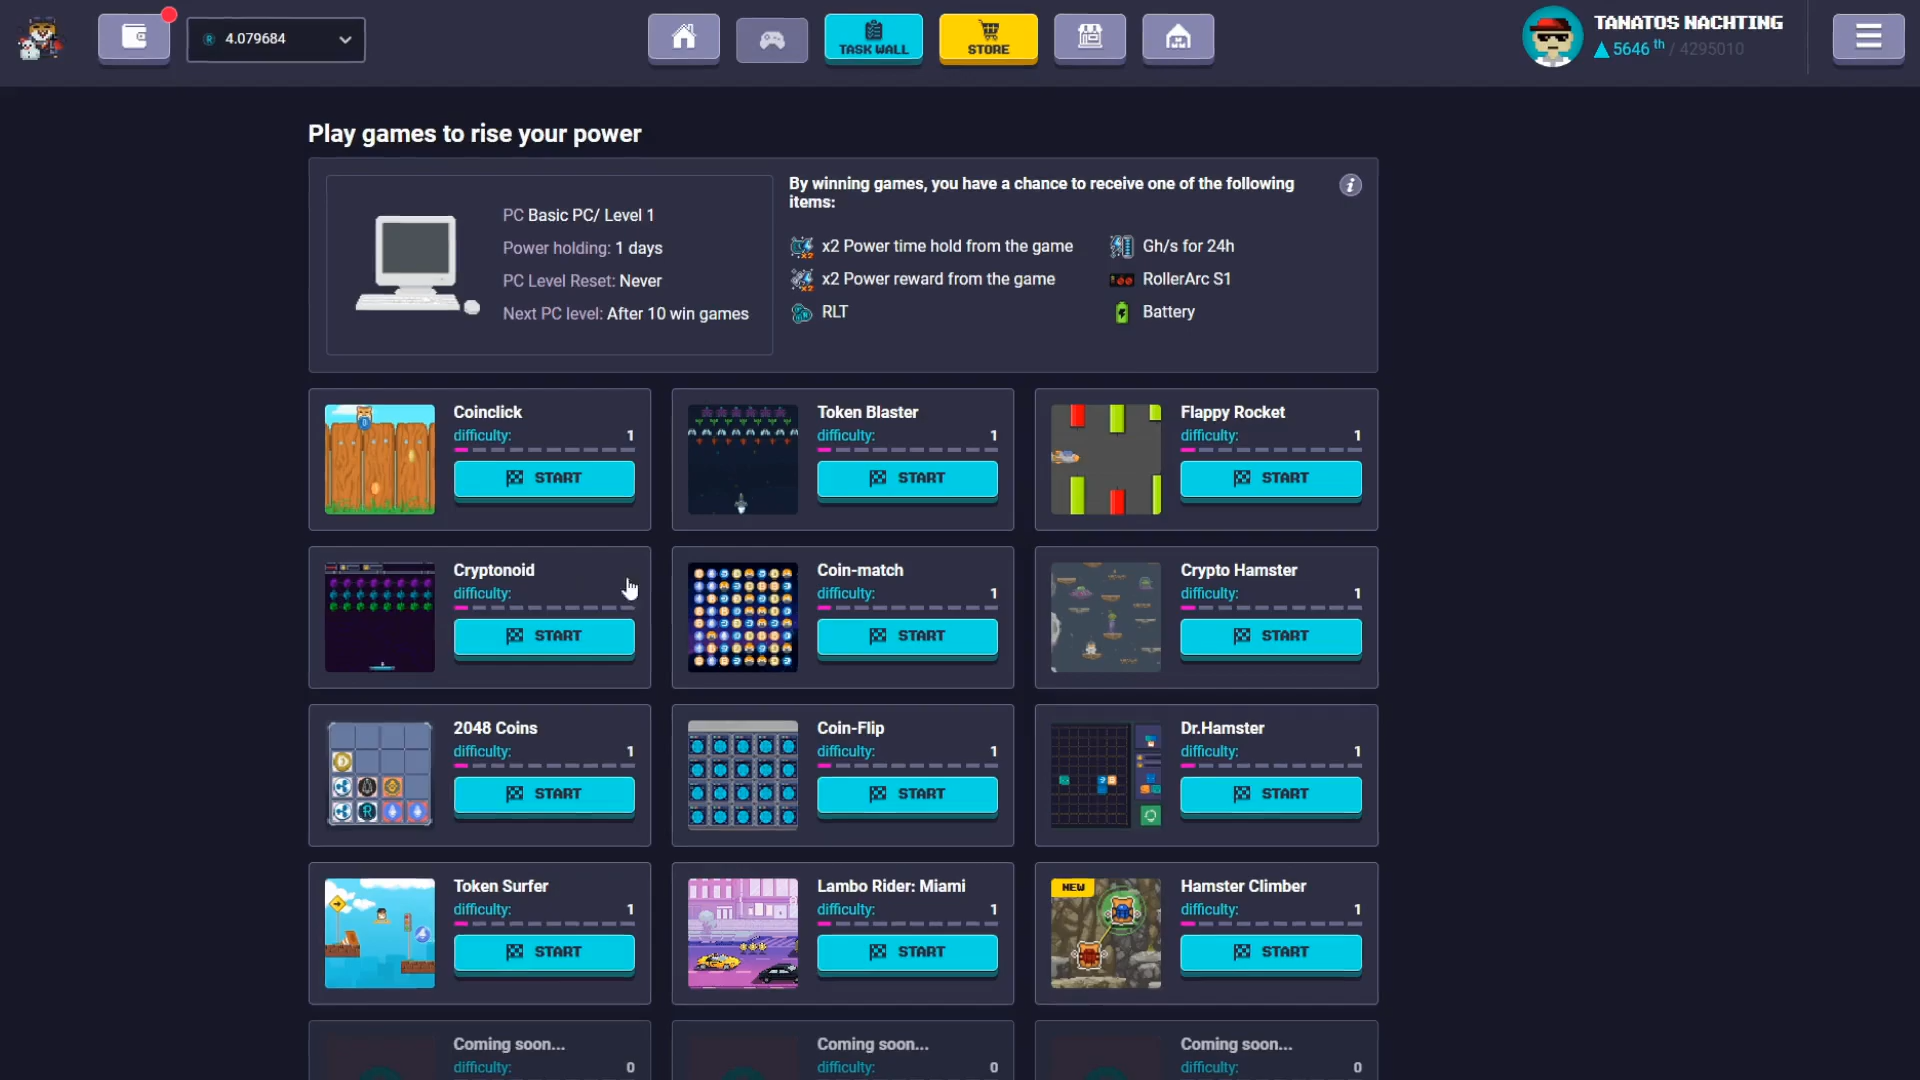 4.079684
TASK WALL
STORE
TANATOS NACHTING
5646 th / 4295010
Play games to rise your power
PC Basic PC/ Level 1
Power holding: 1 days
PC Level Reset: Never
Next PC level: After 10 win games
By winning games, you have a chance to receive one of the following
items:
x2 Power time hold from the game
Gh/s for 24h
x2 Power reward from the game
RollerArc S1
RLT
Battery
Coinclick
difficulty: 1
START
Token Blaster
difficulty: 1
START
Flappy Rocket
difficulty: 1
START
Cryptonoid
difficulty:
START
Coin-match
difficulty: 1
START
Crypto Hamster
difficulty: 1
START
2048 Coins
difficulty: 1
START
Coin-Flip
difficulty: 1
START
Dr.Hamster
difficulty: 1
START
Token Surfer
difficulty: 1
START
Lambo Rider: Miami
difficulty: 1
START
NEW
Hamster Climber
difficulty: 1
START
Coming soon...
difficulty: 0
Coming soon...
difficulty: 0
Coming soon...
difficulty: 0